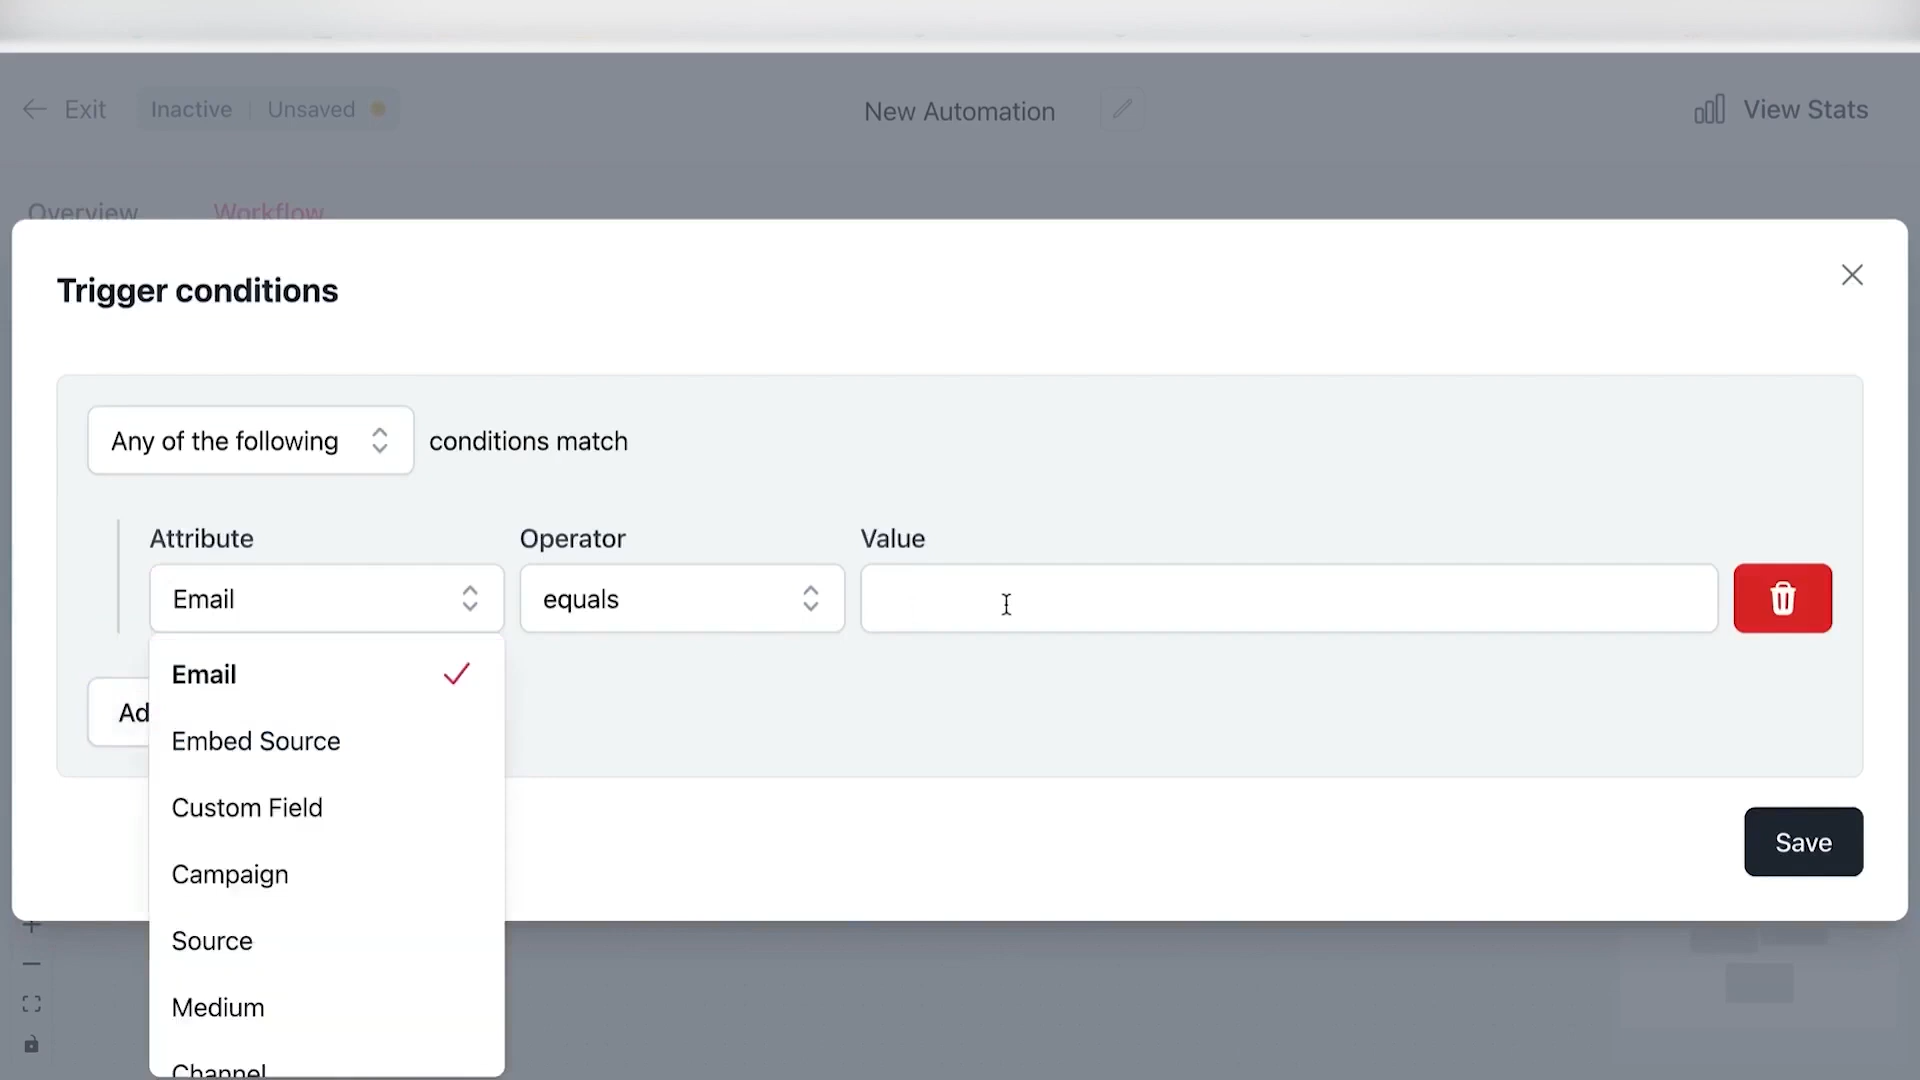 Exit
Inactive
Unsaved
New Automation
View Stats
Overview
Workflow
Trigger conditions
Any of the following conditions match
Attribute
Operator
Value
Email
equals
Email
Ad
Embed Source
Custom Field
Campaign
Save
Source
Medium
Channel